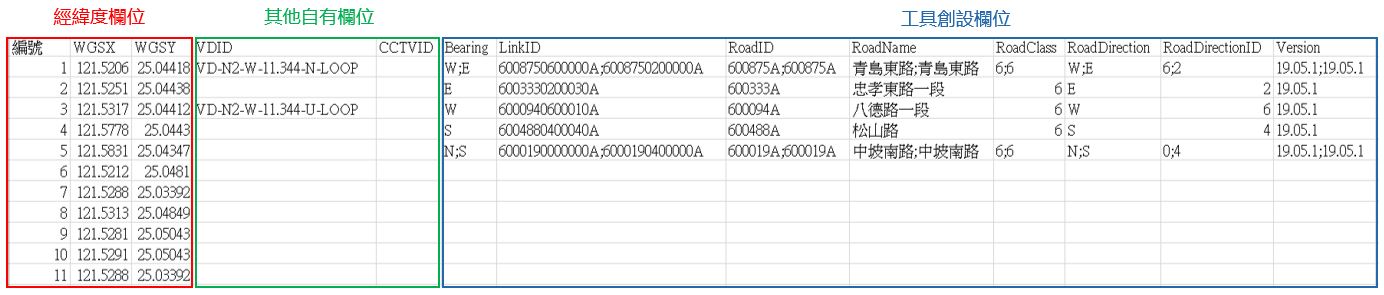 經緯度欄位 其他自有欄位 工具創設欄位
編號 WGSX WGSY VDID CCTVID Bearing LinkID RoadID RoadName RoadClass RoadDirection RoadDirectionID Version
1 121.5206 25.04418 VD-N2-W-11.344-N-LOOP W;E 6008750600000A;6008750200000A 600875A;600875A 青島東路;青島東路 6;6 W;E 6;2 19.05.1;19.05.1
2 121.5251 25.04438 E 6003330200030A 600333A 忠孝東路一段 6 E 2 19.05.1
3 121.5317 25.04412 VD-N2-W-11.344-U-LOOP W 6000940600010A 600094A 八德路一段 6 W 6 19.05.1
4 121.5778 25.0443 S 6004880400040A 600488A 松山路 6 S 4 19.05.1
5 121.5831 25.04347 N;S 6000190000000A;6000190400000A 600019A;600019A 中坡南路;中坡南路 6;6 N;S 0;4 19.05.1;19.05.1
6 121.5212 25.0481
7 121.5288 25.03392
8 121.5313 25.04849
9 121.5281 25.05043
10 121.5291 25.05043
11 121.5288 25.03392